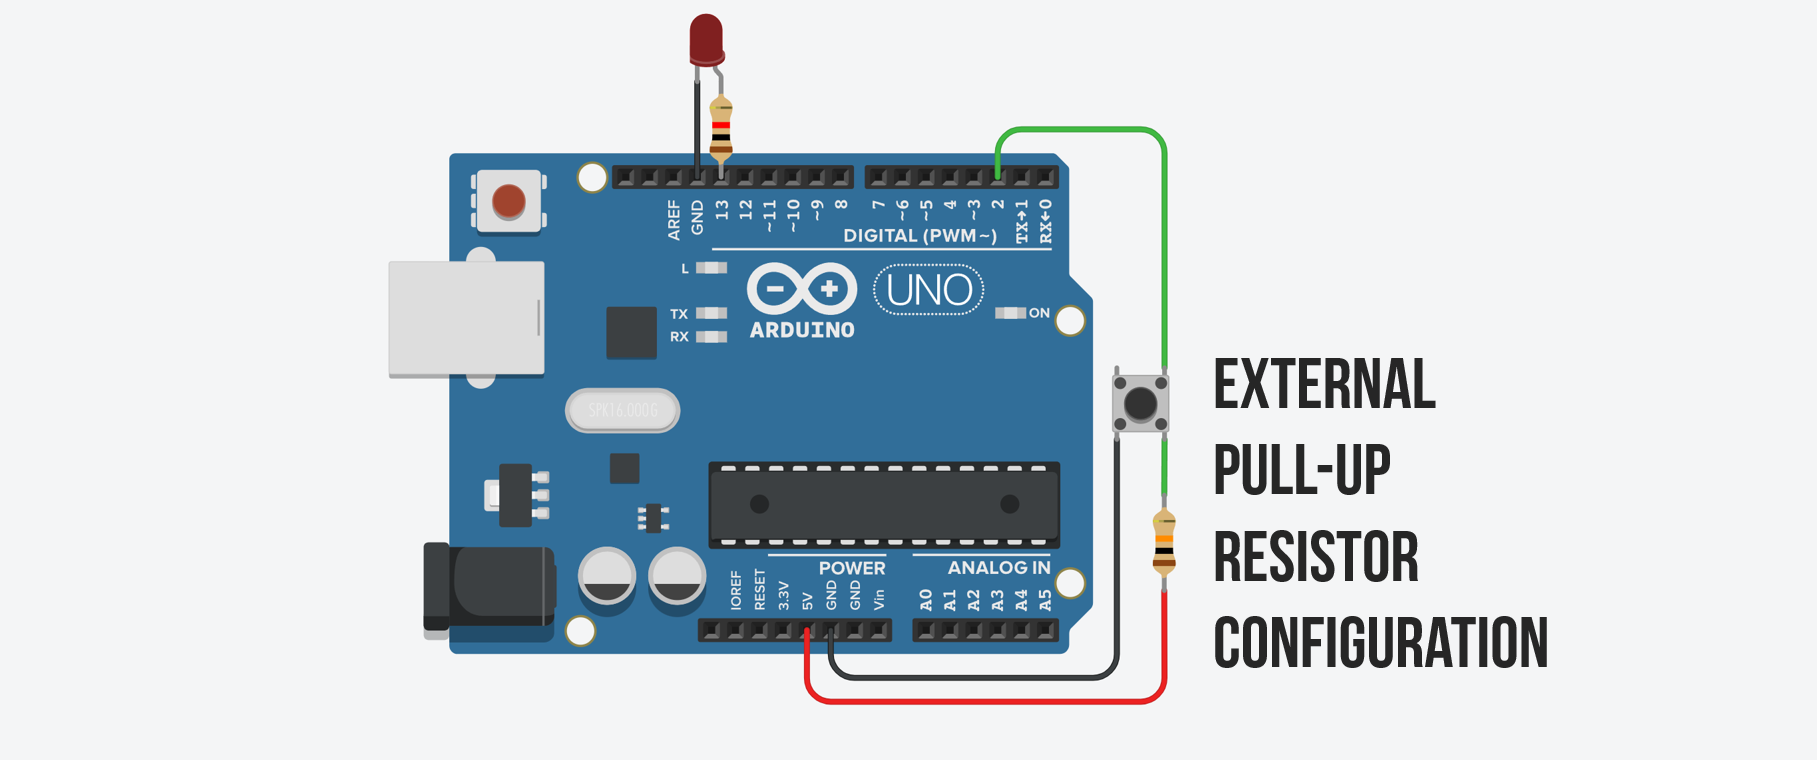 AREF
GND
13
12
~11
~10
~9
8
7
~6
~5
4
~3
2
TX→1
RX←0
DIGITAL (PWM~)
L
TX
RX
ARDUINO
UNO
ON
SPK16.000G
EXTERNAL
PULL-UP
RESISTOR
CONFIGURATION
POWER
ANALOG IN
IOREF
RESET
3.3V
5V
GND
GND
Vin
A0
A1
A2
A3
A4
A5